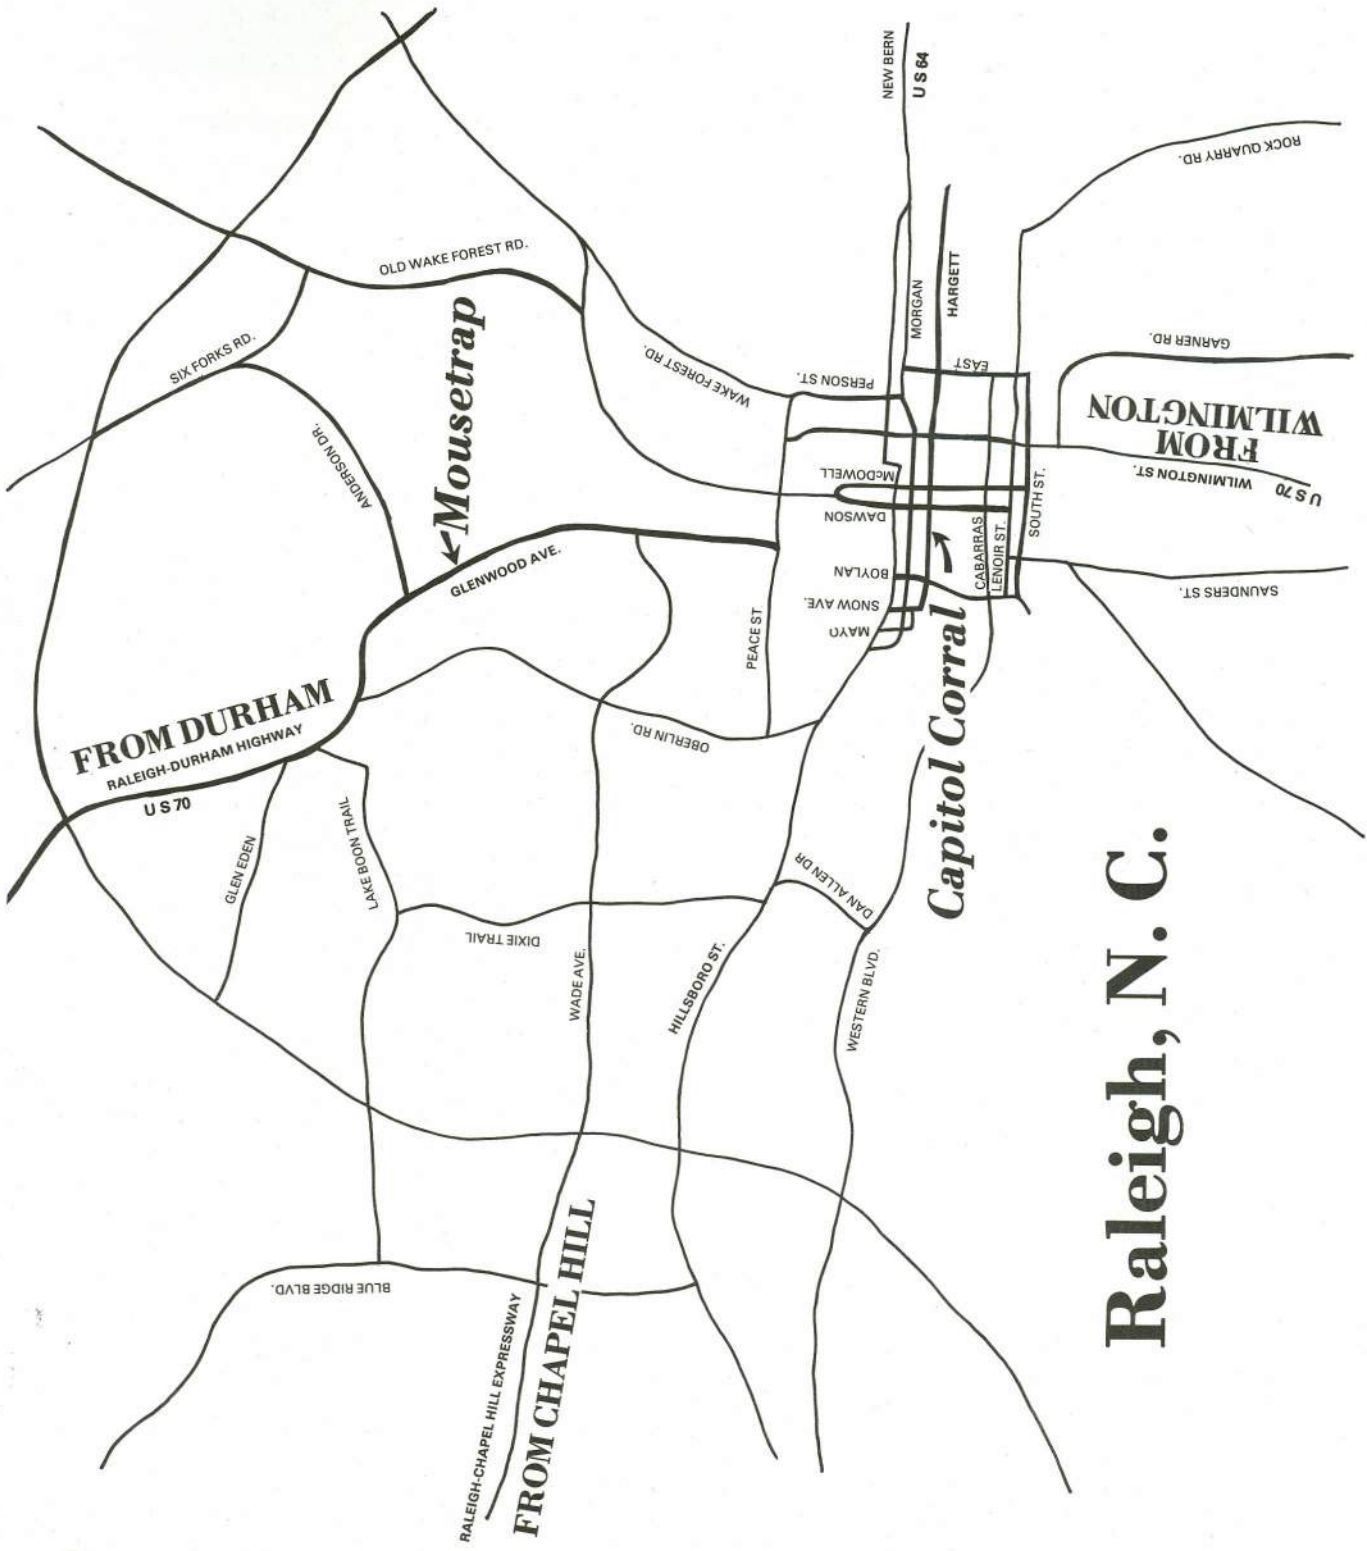 Raleigh, N. C.
FROM DURHAM
RALEIGH-DURHAM HIGHWAY
U S 70
FROM CHAPEL HILL
RALEIGH-CHAPEL HILL EXPRESSWAY
FROM
WILMINGTON
WILMINGTON ST.
U S 70
Mousetrap
Capitol Corral
BLUE RIDGE BLVD.
GLEN EDEN
LAKE BOON TRAIL
DIXIE TRAIL
WADE AVE.
HILLSBORO ST.
WESTERN BLVD.
DAN ALLEN DR
OBERLIN RD.
PEACE ST.
GLENWOOD AVE.
ANDERSON DR.
SIX FORKS RD.
OLD WAKE FOREST RD.
WAKE FOREST RD.
PERSON ST.
McDOWELL
DAWSON
BOYLAN
SNOW AVE.
MAYO
CABARRAS
LENOIR ST.
SOUTH ST.
EAST
MORGAN
HARGETT
NEW BERN
U S 64
ROCK QUARRY RD.
GARNER RD.
SAUNDERS ST.